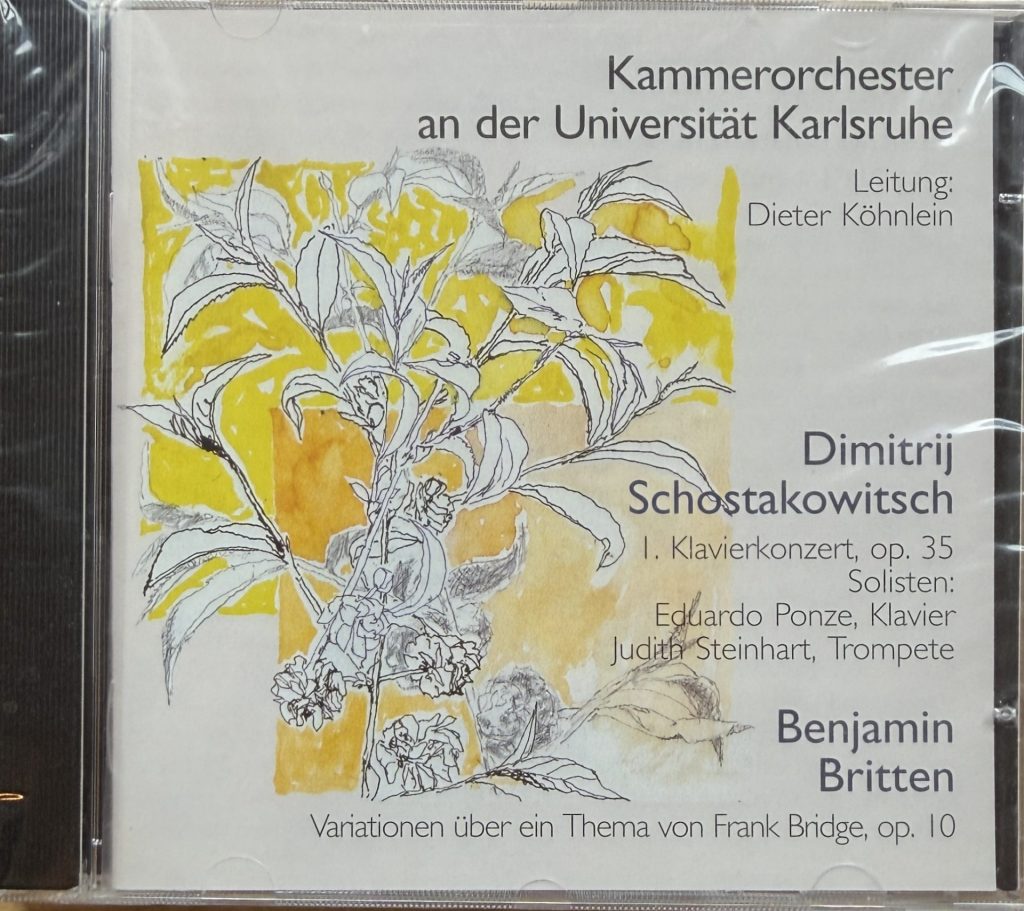 Kammerorchester
an der Universität Karlsruhe
Leitung:
Dieter Köhnlein
Dimitrij
Schostakowitsch
1. Klavierkonzert, op. 35
Solisten:
Eduardo Ponze, Klavier
Judith Steinhart, Trompete
Benjamin
Britten
Variationen über ein Thema von Frank Bridge, op. 10